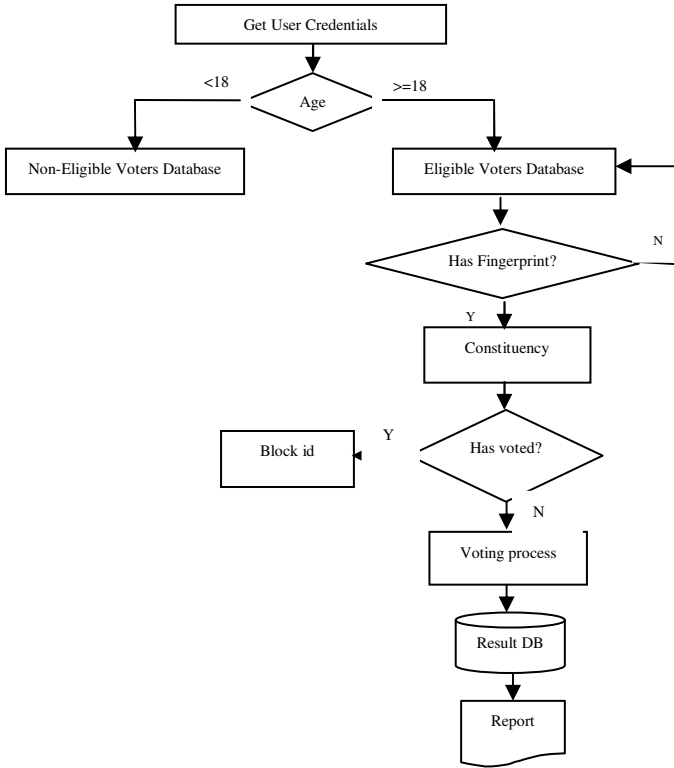 Get User Credentials
<18
>=18
Age
Non-Eligible Voters Database
Eligible Voters Database
N
Has Fingerprint?
Y
Constituency
Y
Has voted?
Block id
N
Voting process
Result DB
Report